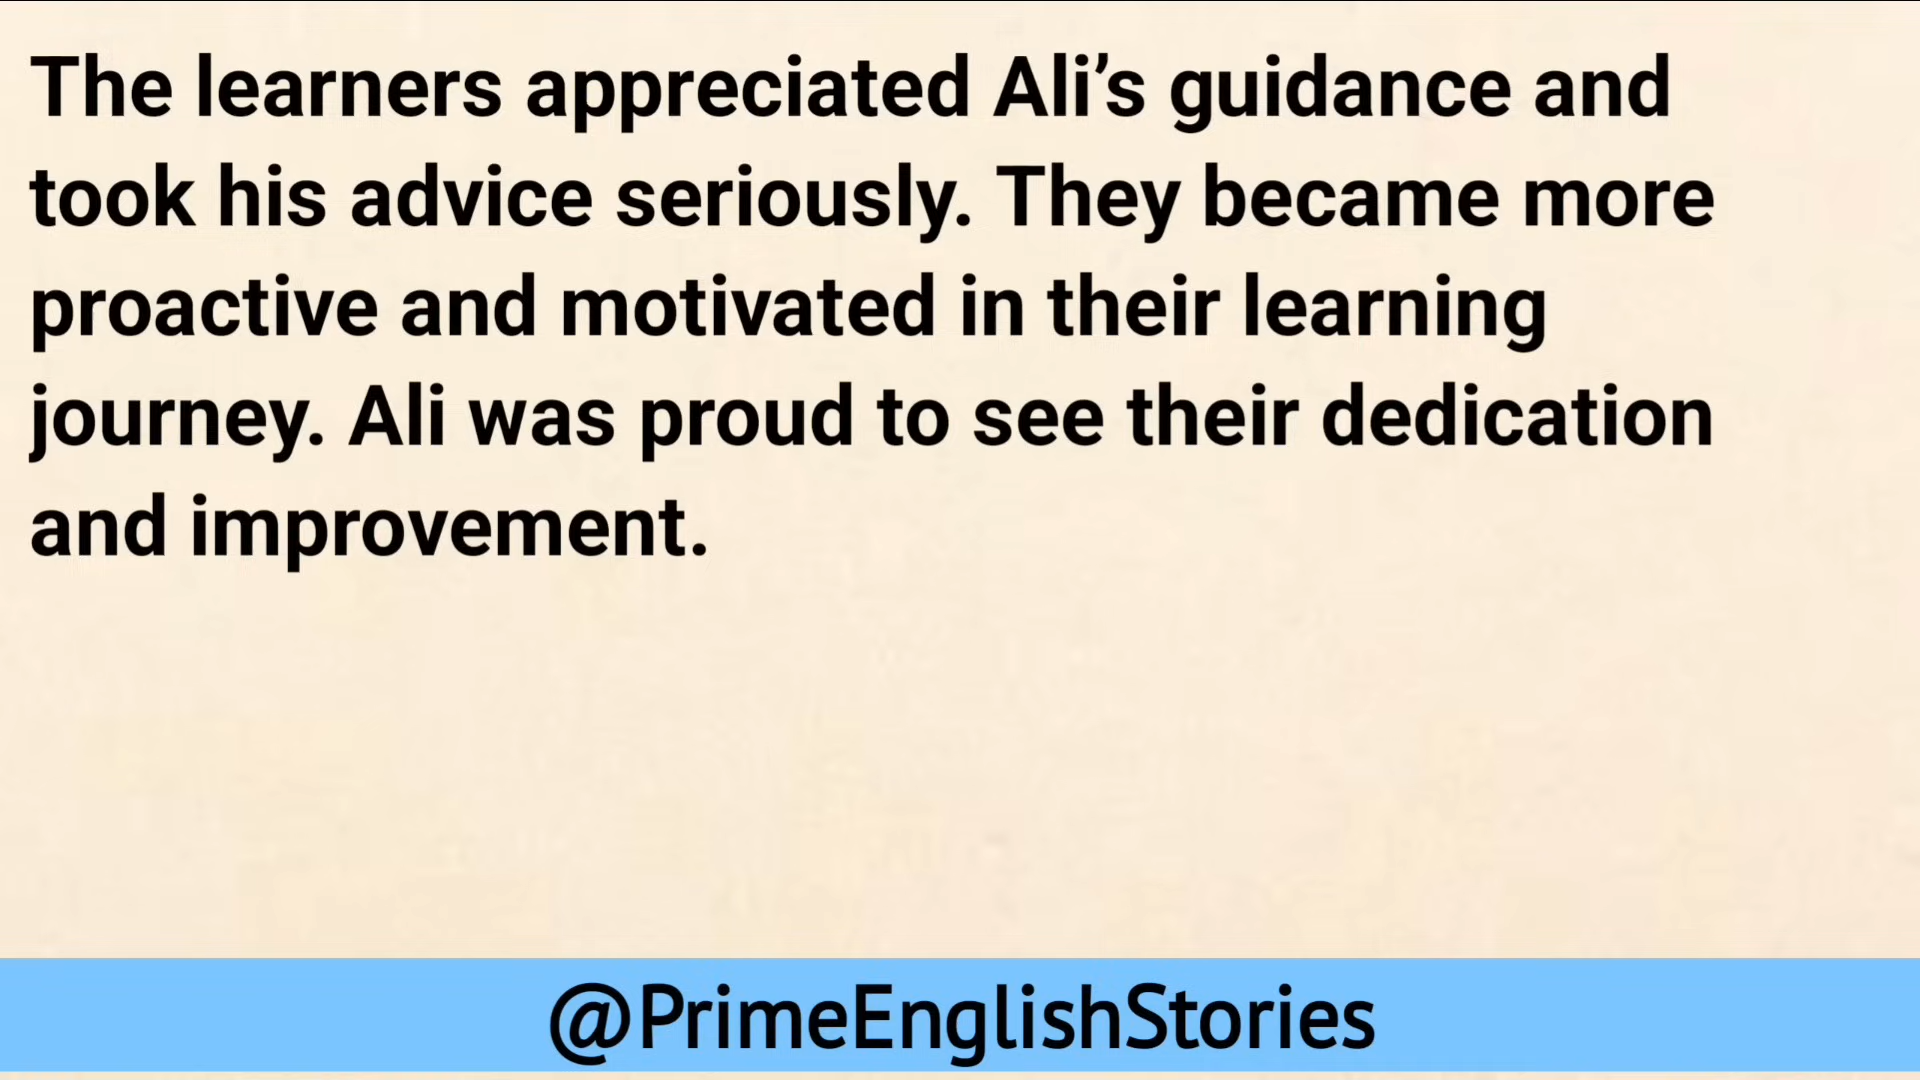 The learners appreciated Ali’s guidance and
took his advice seriously. They became more
proactive and motivated in their learning
journey. Ali was proud to see their dedication
and improvement.
@PrimeEnglishStories